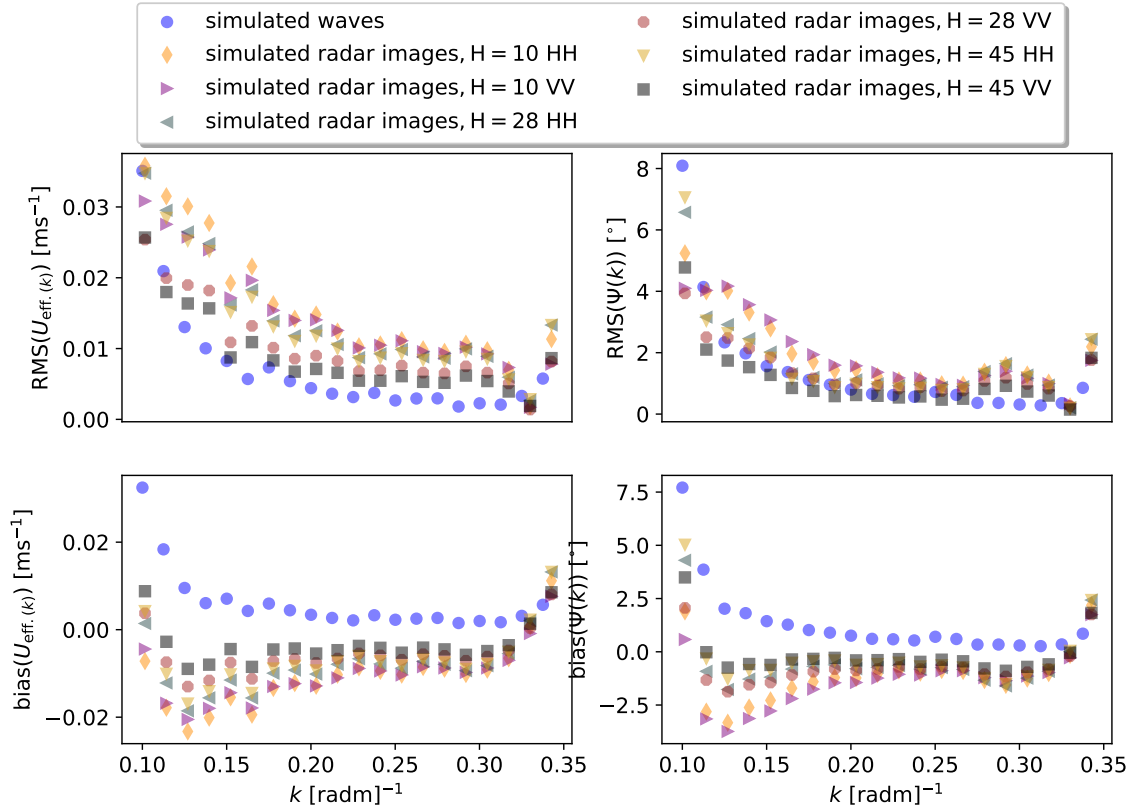 simulated waves
simulated radar images, H = 10 HH
simulated radar images, H = 10 VV
simulated radar images, H = 28 HH
simulated radar images, H = 28 VV
simulated radar images, H = 45 HH
simulated radar images, H = 45 VV
RMS(U_eff.(k)) [ms⁻¹]
0.03
0.02
0.01
0.00
RMS(Ψ(k)) [°]
8
6
4
2
0
bias(U_eff.(k)) [ms⁻¹]
0.02
0.00
−0.02
0.10 0.15 0.20 0.25 0.30 0.35
k [radm]⁻¹
bias(Ψ(k)) [°]
7.5
5.0
2.5
0.0
−2.5
0.10 0.15 0.20 0.25 0.30 0.35
k [radm]⁻¹